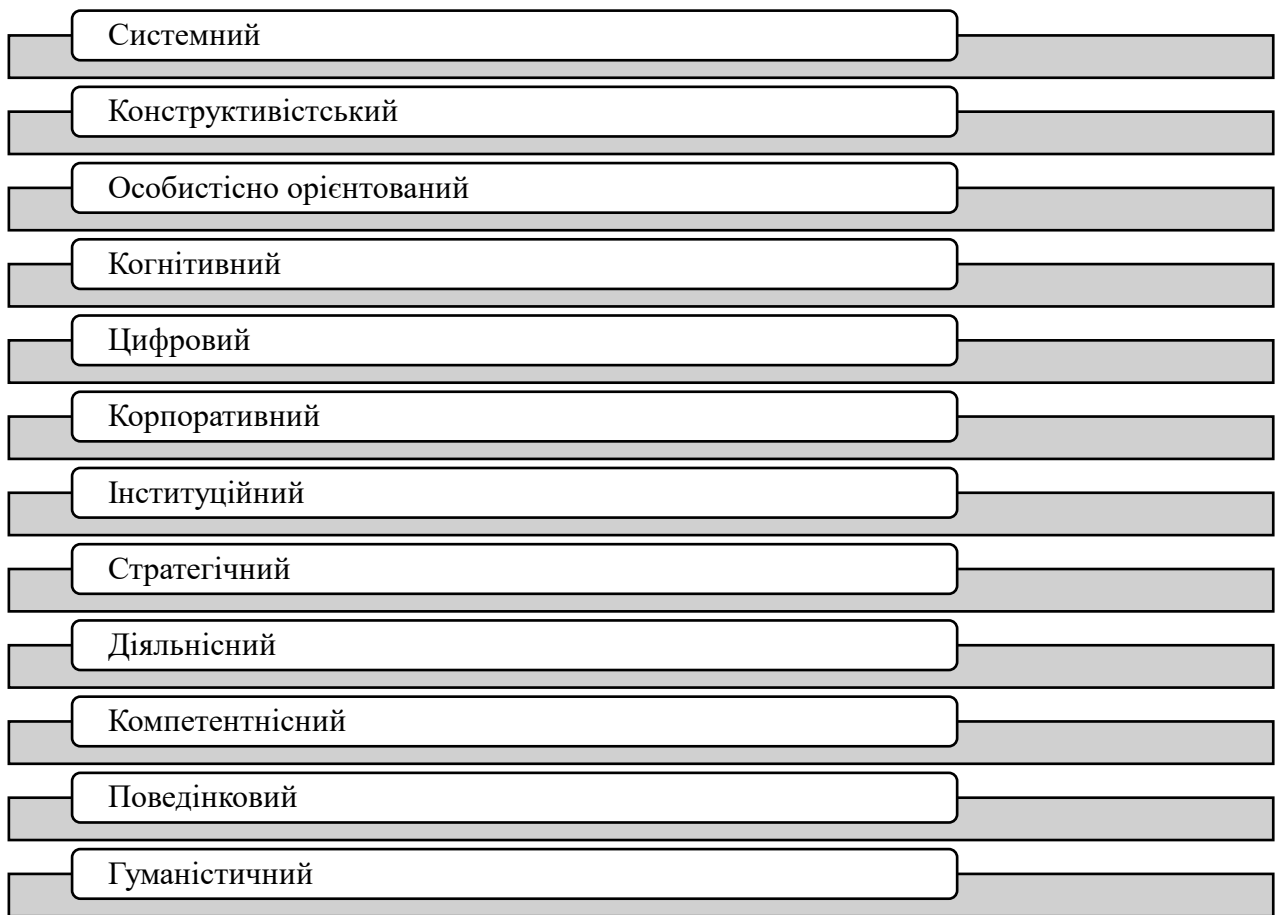 Системний
Конструктивістський
Особистісно орієнтований
Когнітивний
Цифровий
Корпоративний
Інституційний
Стратегічний
Діяльнісний
Компетентнісний
Поведінковий
Гуманістичний